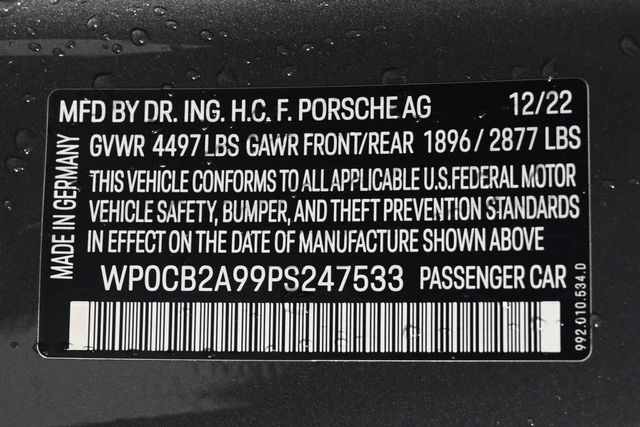 MFD BY DR. ING. H.C. F. PORSCHE AG 12/22
GVWR 4497 LBS GAWR FRONT/REAR 1896/2877 LBS
THIS VEHICLE CONFORMS TO ALL APPLICABLE U.S.FEDERAL MOTOR
VEHICLE SAFETY, BUMPER, AND THEFT PREVENTION STANDARDS
IN EFFECT ON THE DATE OF MANUFACTURE SHOWN ABOVE
WP0CB2A99PS247533 PASSENGER CAR
MADE IN GERMANY
992.010.534.D